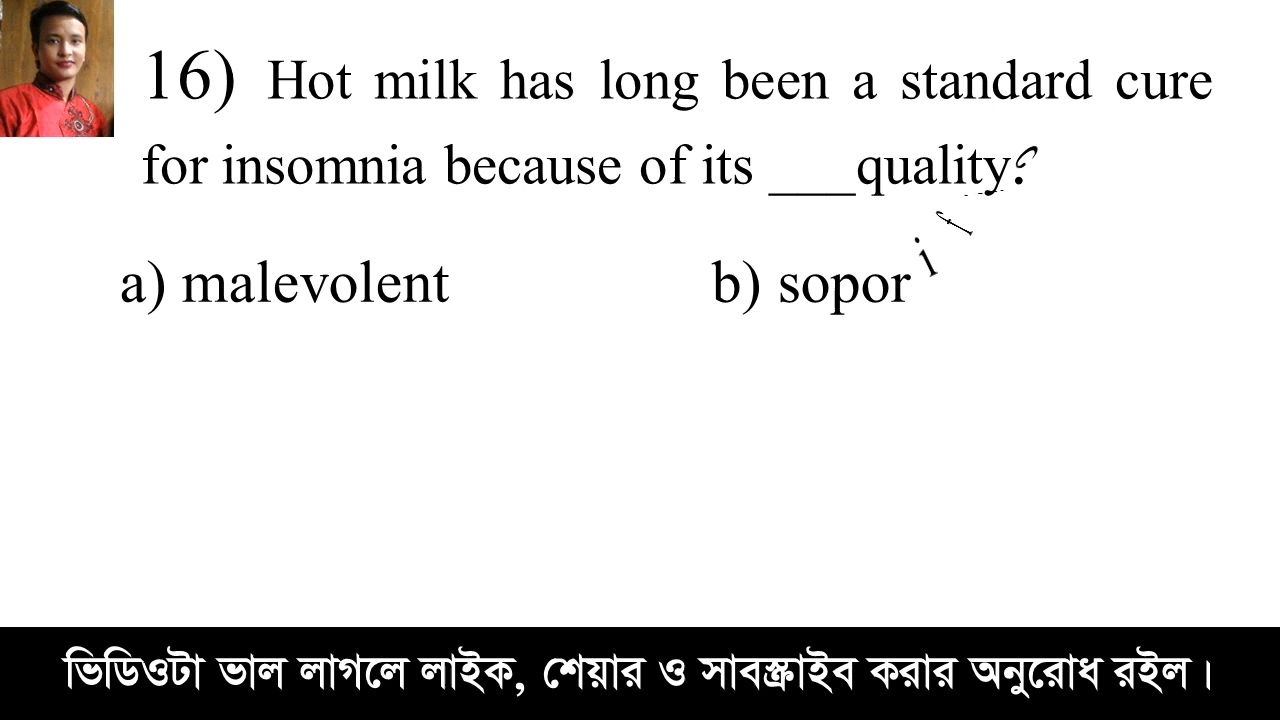 16) Hot milk has long been a standard cure
for insomnia because of its ___quality?
a) malevolent b) sopori
ভিডিওটা ভাল লাগলে লাইক, শেয়ার ও সাবস্ক্রাইব করার অনুরোধ রইল।